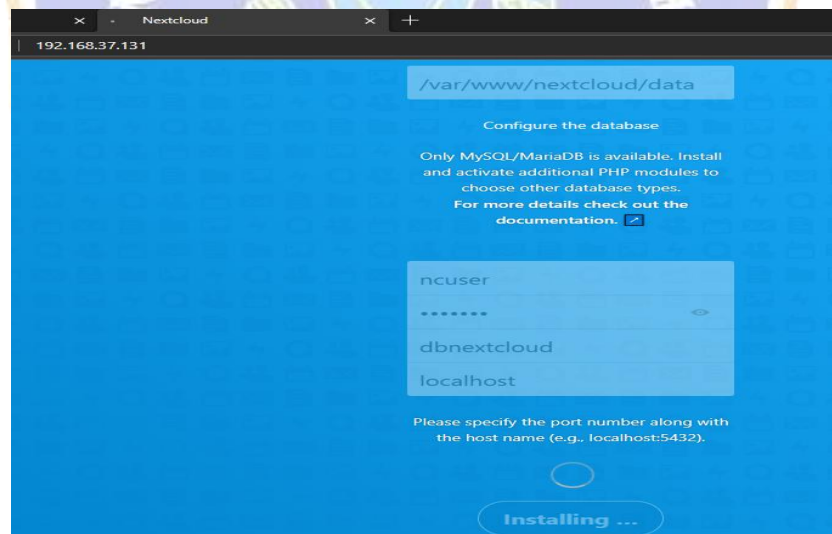 Nextcloud
192.168.37.131
/var/www/nextcloud/data
Configure the database
Only MySQL/MariaDB is available. Install
and activate additional PHP modules to
choose other database types.
For more details check out the
documentation.
ncuser
•••••••
dbnextcloud
localhost
Please specify the port number along with
the host name (e.g., localhost:5432).
Installing ...